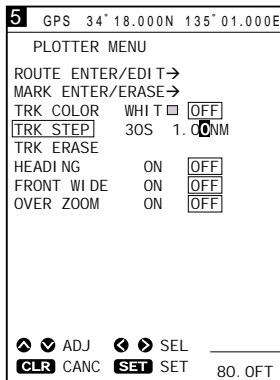 5 GPS 34°18.000N 135°01.000E
PLOTTER MENU
ROUTE ENTER/EDIT→
MARK ENTER/ERASE→
TRK COLOR WHIT OFF
TRK STEP 30S 1.00NM
TRK ERASE
HEADING ON OFF
FRONT WIDE ON OFF
OVER ZOOM ON OFF
ADJ SEL
CLR CANC SET SET
80.0FT